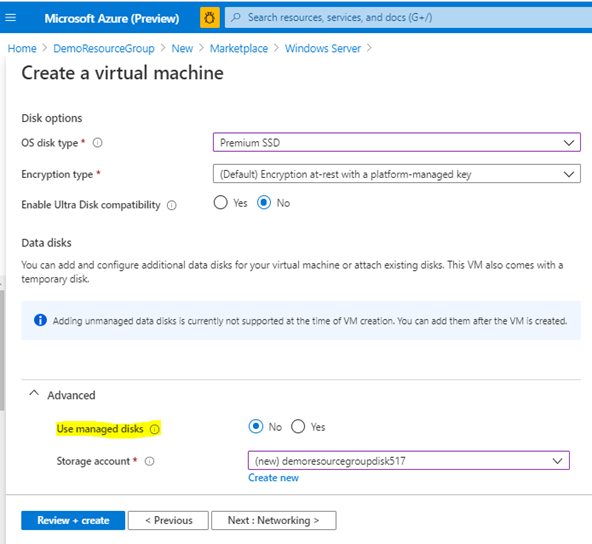 Microsoft Azure (Preview)
Search resources, services, and docs (G+/)
Home > DemoResourceGroup > New > Marketplace > Windows Server >
Create a virtual machine
Disk options
OS disk type * Premium SSD
Encryption type * (Default) Encryption at-rest with a platform-managed key
Enable Ultra Disk compatibility Yes No
Data disks
You can add and configure additional data disks for your virtual machine or attach existing disks. This VM also comes with a
temporary disk.
Adding unmanaged data disks is currently not supported at the time of VM creation. You can add them after the VM is created.
Advanced
Use managed disks No Yes
Storage account * (new) demoresourcegroupdisk517
Create new
Review + create < Previous Next : Networking >